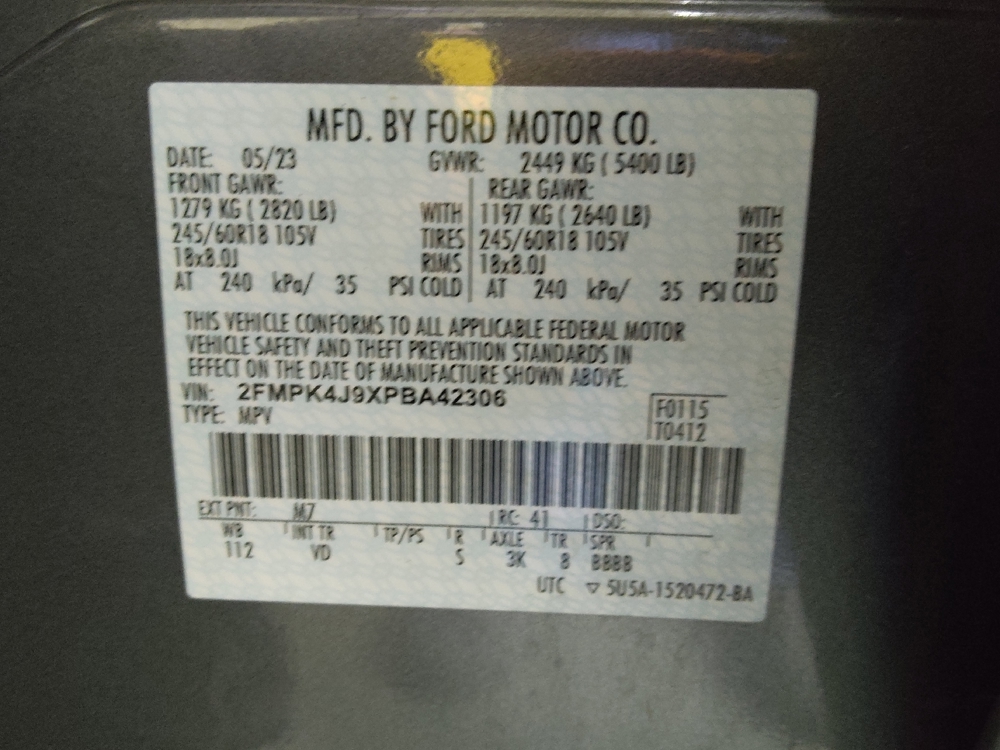 MFD. BY FORD MOTOR CO.
DATE: 05/23 GVWR: 2449 KG ( 5400 LB)
FRONT GAWR: REAR GAWR:
1279 KG ( 2820 LB) WITH 1197 KG ( 2640 LB) WITH
245/60R18 105V TIRES 245/60R18 105V TIRES
18x8.0J RIMS 18x8.0J RIMS
AT 240 kPa/ 35 PSI COLD AT 240 kPa/ 35 PSI COLD
THIS VEHICLE CONFORMS TO ALL APPLICABLE FEDERAL MOTOR
VEHICLE SAFETY AND THEFT PREVENTION STANDARDS IN
EFFECT ON THE DATE OF MANUFACTURE SHOWN ABOVE.
VIN: 2FMPK4J9XPBA42306
TYPE: MPV
F0115
T0412
EXT PNT: M7 RC: 41 DSO:
WB INT TR TP/PS R AXLE TR SPR
112 VD S 3K 8 BBBB
UTC ▽ 5U5A-1520472-BA